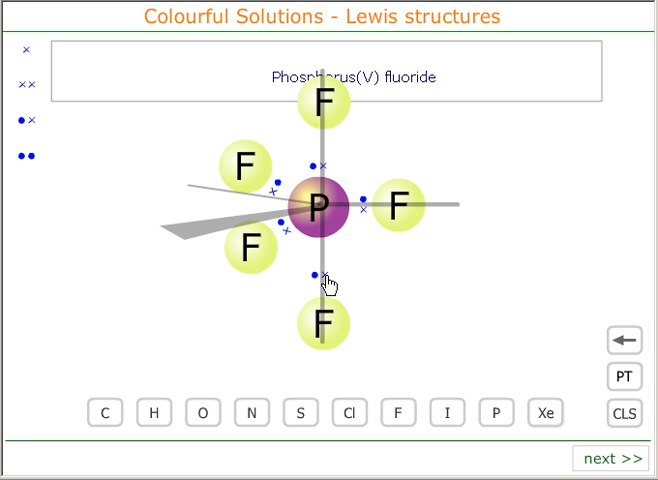 Colourful Solutions - Lewis structures
Phosphorus(V) fluoride
F
F
P
F
F
F
PT
C H O N S Cl F I P Xe
CLS
next >>